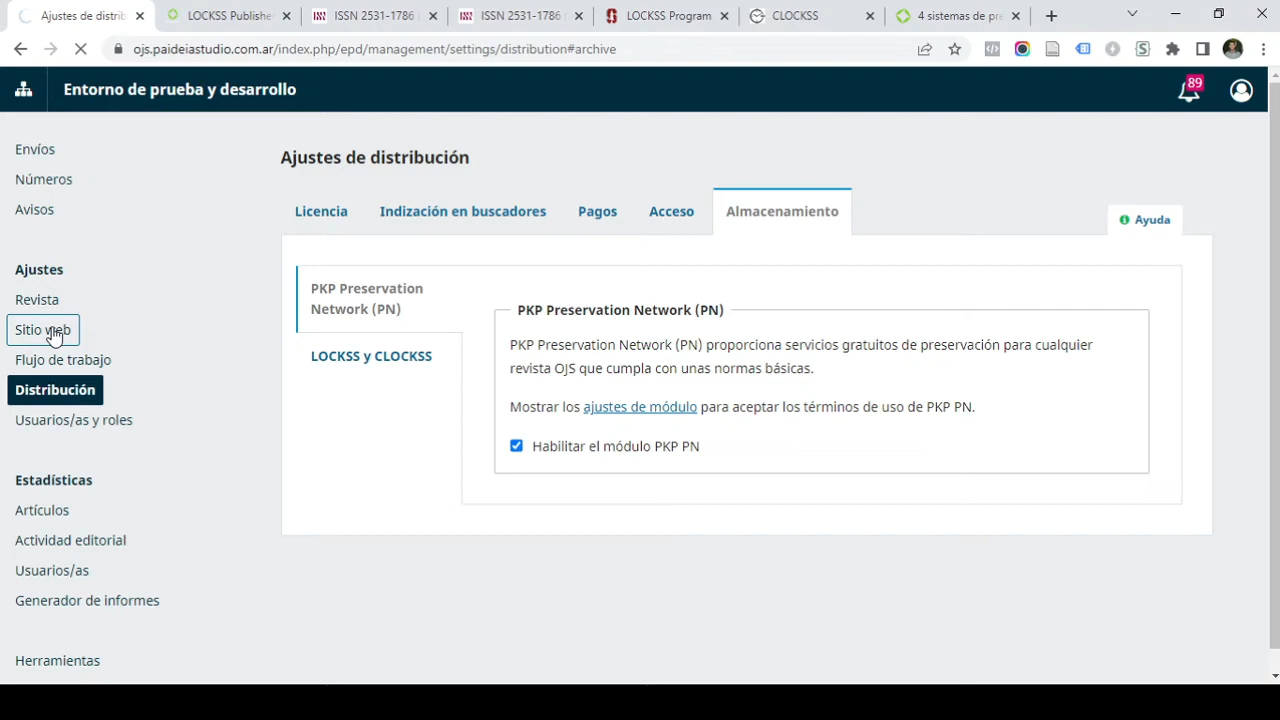 Ajustes de distrib
LOCKSS Publishe
ISSN 2531-1786
ISSN 2531-1786
LOCKSS Program
CLOCKSS
4 sistemas de pre
ojs.paideiastudio.com.ar/index.php/epd/management/settings/distribution#archive
Entorno de prueba y desarrollo
89
Envíos
Números
Avisos
Ajustes
Revista
Sitio web
Flujo de trabajo
Distribución
Usuarios/as y roles
Estadísticas
Artículos
Actividad editorial
Usuarios/as
Generador de informes
Herramientas
Ajustes de distribución
Licencia
Indización en buscadores
Pagos
Acceso
Almacenamiento
Ayuda
PKP Preservation
Network (PN)
LOCKSS y CLOCKSS
PKP Preservation Network (PN)
PKP Preservation Network (PN) proporciona servicios gratuitos de preservación para cualquier
revista OJS que cumpla con unas normas básicas.
Mostrar los ajustes de módulo para aceptar los términos de uso de PKP PN.
Habilitar el módulo PKP PN